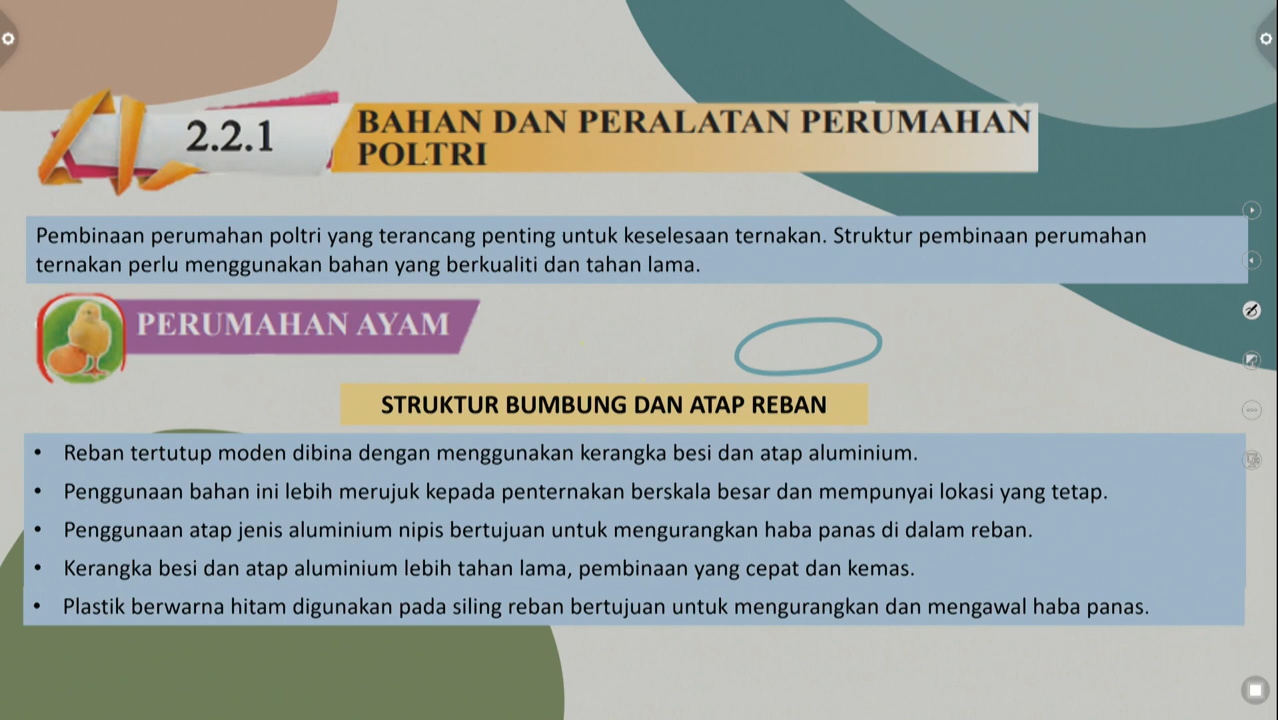 2.2.1
BAHAN DAN PERALATAN PERUMAHAN
POLTRI
Pembinaan perumahan poltri yang terancang penting untuk keselesaan ternakan. Struktur pembinaan perumahan
ternakan perlu menggunakan bahan yang berkualiti dan tahan lama.
PERUMAHAN AYAM
STRUKTUR BUMBUNG DAN ATAP REBAN
• Reban tertutup moden dibina dengan menggunakan kerangka besi dan atap aluminium.
• Penggunaan bahan ini lebih merujuk kepada penternakan berskala besar dan mempunyai lokasi yang tetap.
• Penggunaan atap jenis aluminium nipis bertujuan untuk mengurangkan haba panas di dalam reban.
• Kerangka besi dan atap aluminium lebih tahan lama, pembinaan yang cepat dan kemas.
• Plastik berwarna hitam digunakan pada siling reban bertujuan untuk mengurangkan dan mengawal haba panas.